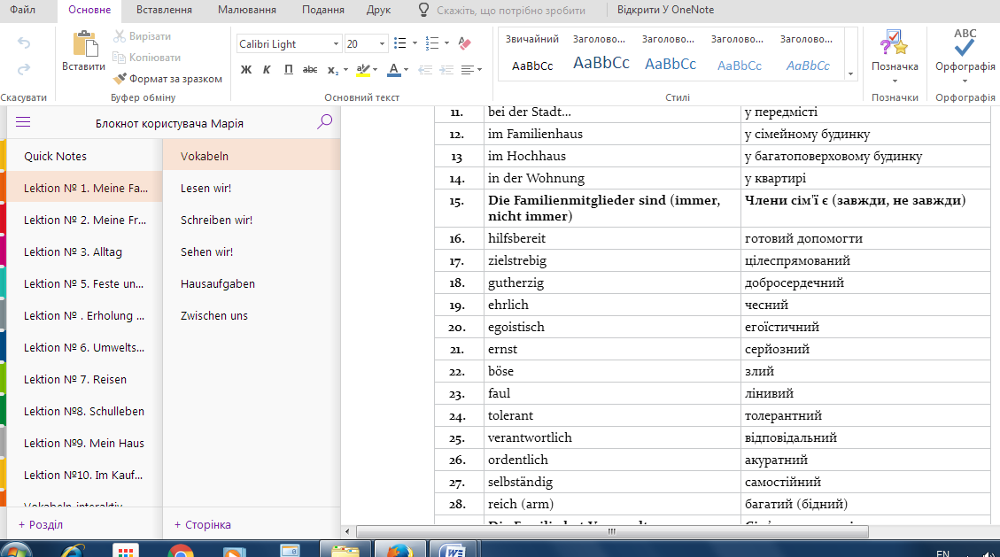 Файл Основне Вставлення Малювання Подання Друк Скажіть, що потрібно зробити Відкрити У OneNote
Вставити
Вирізати
Копіювати
Формат за зразком
Calibri Light 20
Ж К П abc x₂ А
Звичайний Заголово... Заголово... Заголово... Заголово...
AaBbCc AaBbCc AaBbCc AaBbCc AaBbCc
Позначка
ABC
Орфографія
Скасувати Буфер обміну Основний текст Стилі Позначки Орфографія
Блокнот користувача Марія
Quick Notes
Lektion № 1. Meine Fa...
Lektion № 2. Meine Fr...
Lektion № 3. Alltag
Lektion № 5. Feste un...
Lektion № . Erholung ...
Lektion № 6. Umwelts...
Lektion № 7. Reisen
Lektion №8. Schulleben
Lektion №9. Mein Haus
Lektion №10. Im Kauf...
Vokabeln interaktiv
+ Розділ
Vokabeln
Lesen wir!
Schreiben wir!
Sehen wir!
Hausaufgaben
Zwischen uns
+ Сторінка
11. bei der Stadt... у передмісті
12. im Familienhaus у сімейному будинку
13 im Hochhaus у багатоповерховому будинку
14. in der Wohnung у квартирі
15. Die Familienmitglieder sind (immer, Члени сім'ї є (завжди, не завжди)
nicht immer)
16. hilfsbereit готовий допомогти
17. zielstrebig цілеспрямований
18. gutherzig добросердечний
19. ehrlich чесний
20. egoistisch егоїстичний
21. ernst серйозний
22. böse злий
23. faul лінивий
24. tolerant толерантний
25. verantwortlich відповідальний
26. ordentlich акуратний
27. selbständig самостійний
28. reich (arm) багатий (бідний)
EN